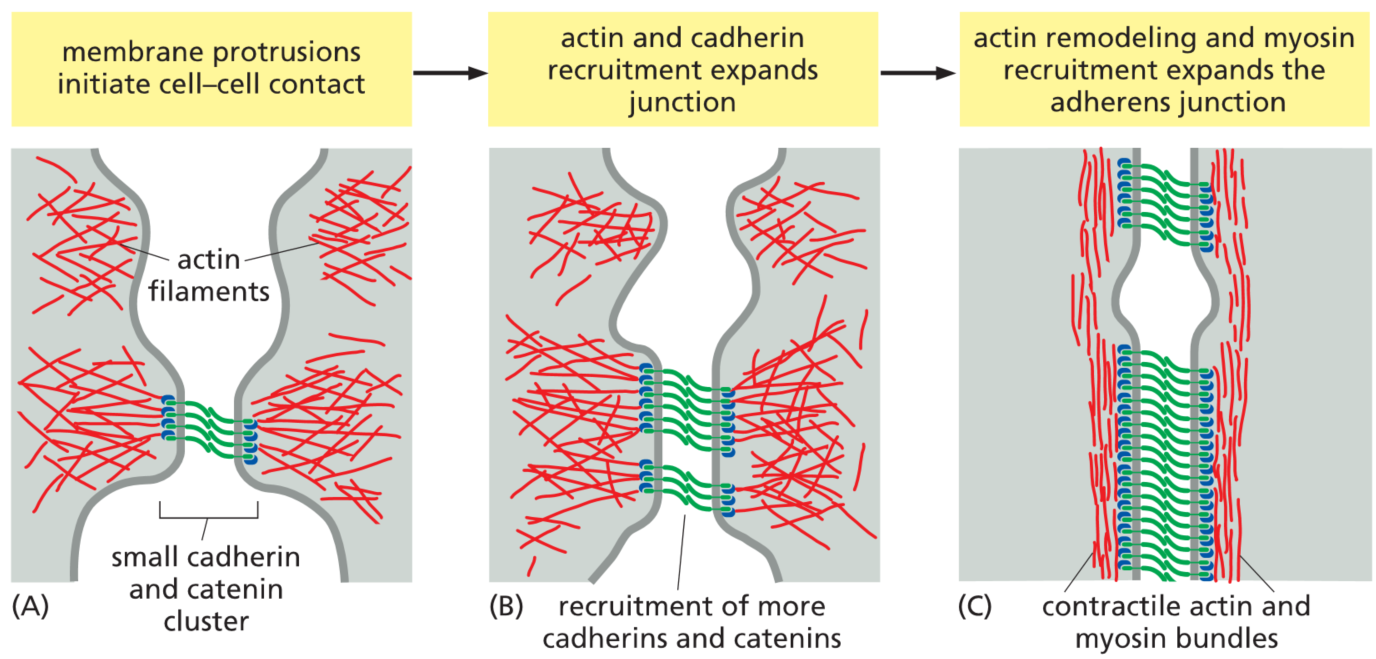 membrane protrusions
initiate cell–cell contact
actin and cadherin
recruitment expands
junction
actin remodeling and myosin
recruitment expands the
adherens junction
actin
filaments
small cadherin
and catenin
cluster
(A)
(B)
recruitment of more
cadherins and catenins
(C)
contractile actin and
myosin bundles